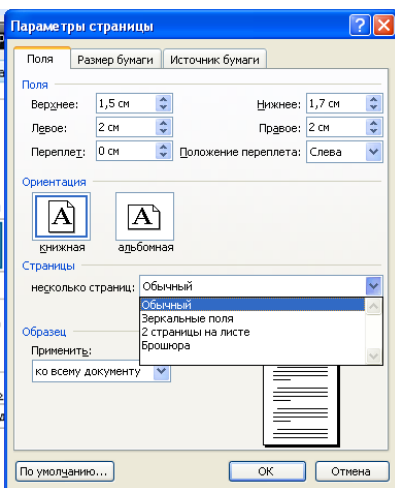 Параметры страницы
Поля Размер бумаги Источник бумаги
Поля
Верхнее: 1,5 см Нижнее: 1,7 см
Левое: 2 см Правое: 2 см
Переплет: 0 см Положение переплета: Слева
Ориентация
книжная альбомная
Страницы
несколько страниц: Обычный
Обычный
Зеркальные поля
2 страницы на листе
Брошюра
Образец
Применить:
ко всему документу
По умолчанию... ОК Отмена